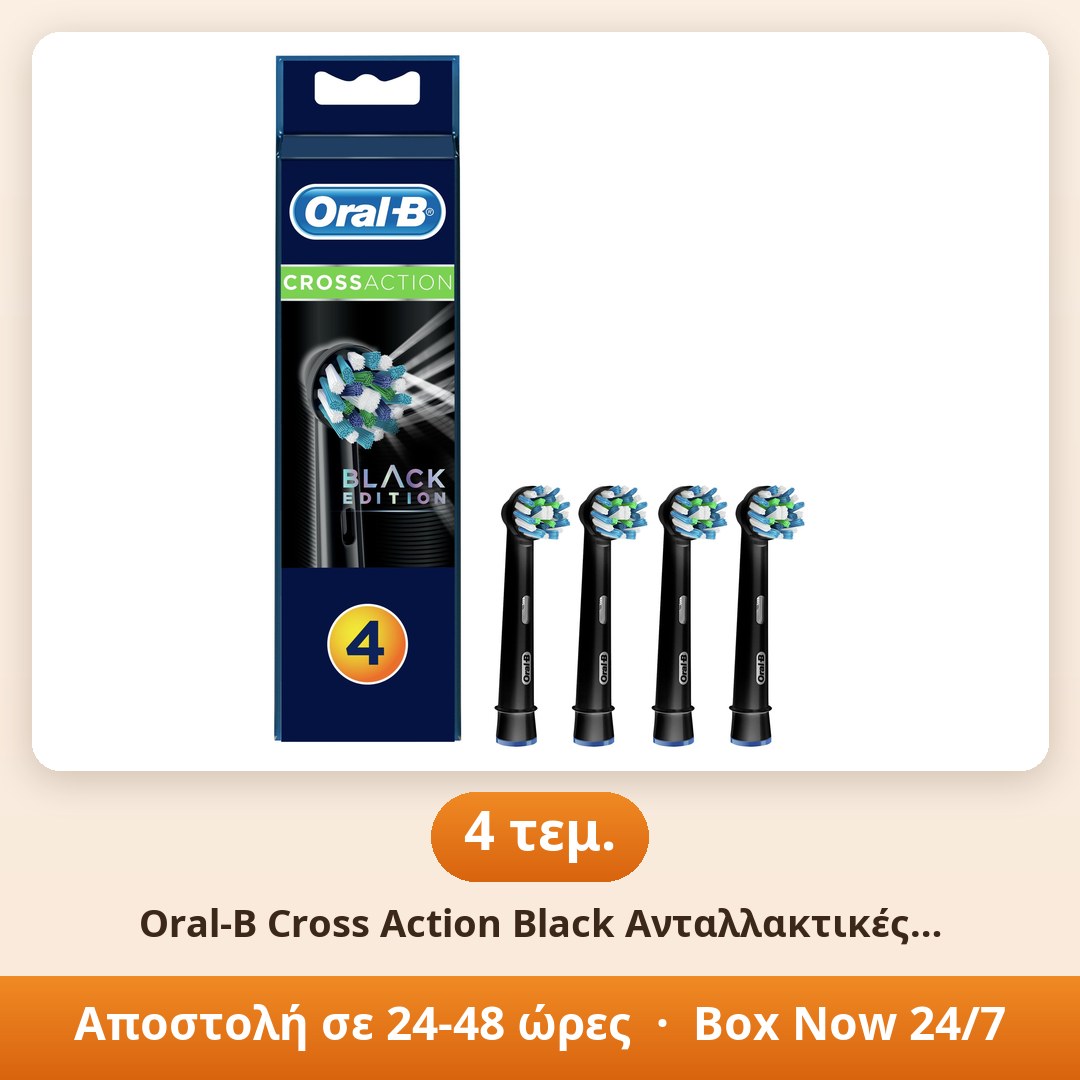 Oral-B®
CROSSACTION
BLACK
EDITION
4
Oral-B
Oral-B
Oral-B
Oral-B
4 τεμ.
Oral-B Cross Action Black Ανταλλακτικές...
Αποστολή σε 24-48 ώρες · Box Now 24/7